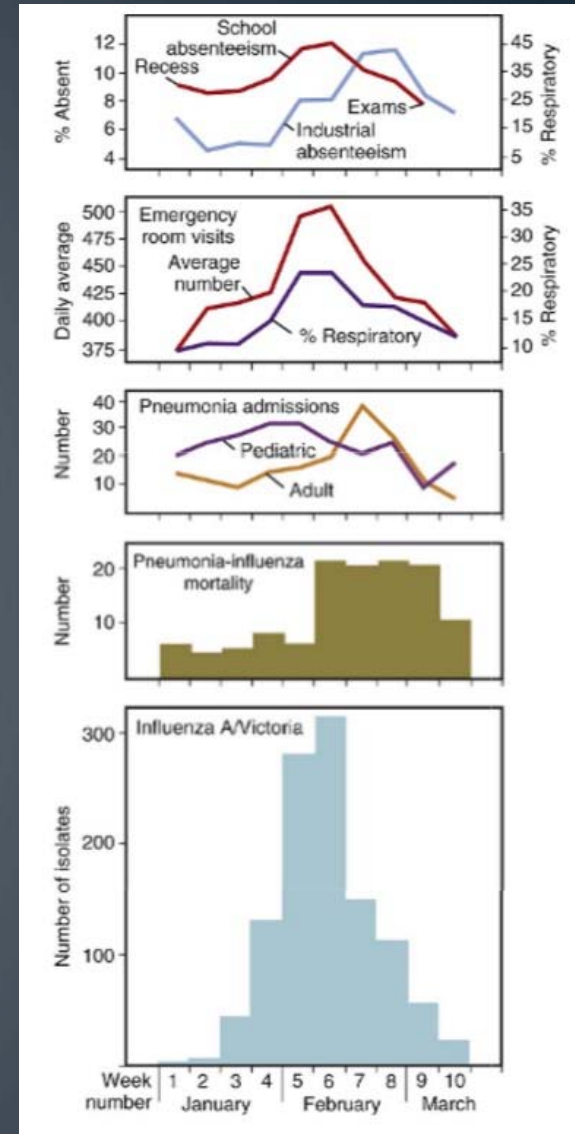 School
absenteeism
Recess
Exams
Industrial
absenteeism
% Absent
12
10
8
6
4
45
35
25
15
5
% Respiratory
Emergency
room visits
Average
number
% Respiratory
Daily average
500
475
450
425
400
375
35
30
25
20
15
10
% Respiratory
Pneumonia admissions
Pediatric
Adult
Number
40
30
20
10
Pneumonia-influenza
mortality
Number
20
10
Influenza A/Victoria
Number of isolates
300
200
100
Week 1 2 3 4 5 6 7 8 9 10
number January February March